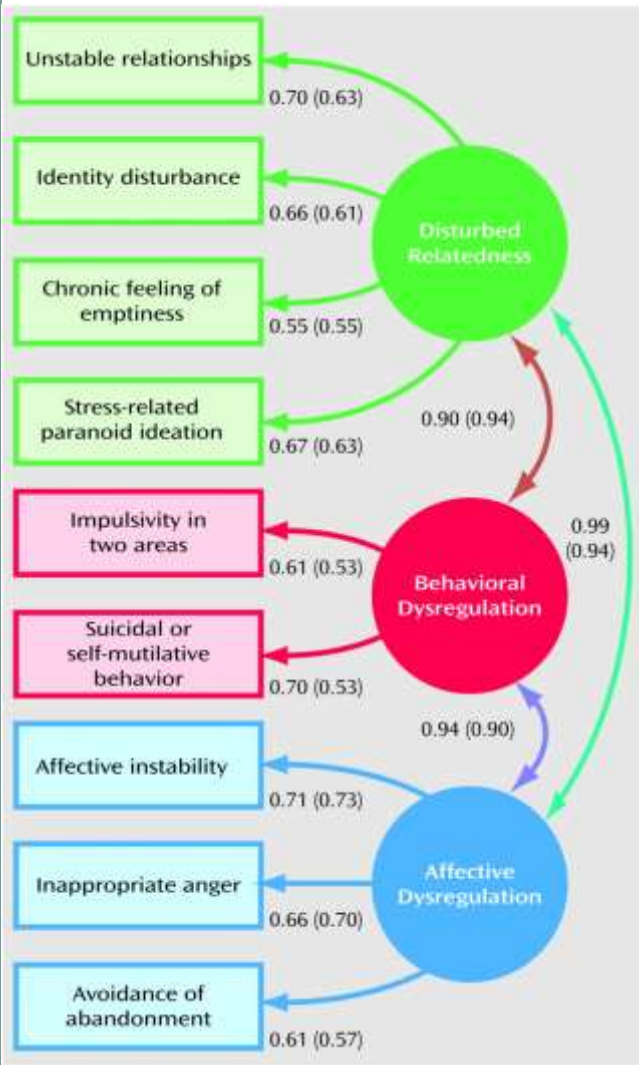 Unstable relationships
0.70 (0.63)
Identity disturbance
0.66 (0.61)
Disturbed
Relatedness
Chronic feeling of
emptiness
0.55 (0.55)
Stress-related
paranoid ideation
0.67 (0.63)
0.90 (0.94)
Impulsivity in
two areas
0.61 (0.53)
0.99
(0.94)
Behavioral
Dysregulation
Suicidal or
self-mutilative
behavior
0.70 (0.53)
0.94 (0.90)
Affective instability
0.71 (0.73)
Inappropriate anger
0.66 (0.70)
Affective
Dysregulation
Avoidance of
abandonment
0.61 (0.57)